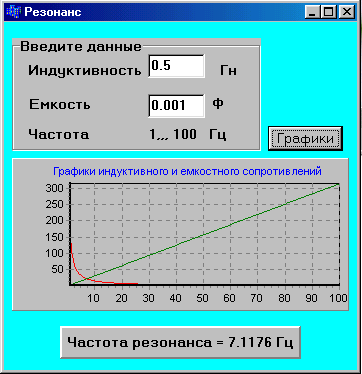 Резонанс
Введите данные
Индуктивность 0.5 Гн
Емкость 0.001 Ф
Частота 1,,, 100 Гц
Графики
Графики индуктивного и емкостного сопротивлений
300
250
200
150
100
50
10 20 30 40 50 60 70 80 90 100
Частота резонанса = 7.1176 Гц